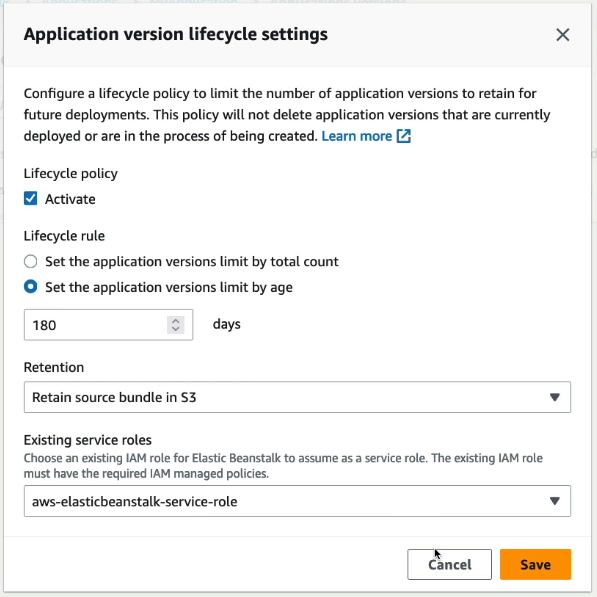 Application version lifecycle settings
Configure a lifecycle policy to limit the number of application versions to retain for
future deployments. This policy will not delete application versions that are currently
deployed or are in the process of being created. Learn more
Lifecycle policy
Activate
Lifecycle rule
Set the application versions limit by total count
Set the application versions limit by age
180 days
Retention
Retain source bundle in S3
Existing service roles
Choose an existing IAM role for Elastic Beanstalk to assume as a service role. The existing IAM role
must have the required IAM managed policies.
aws-elasticbeanstalk-service-role
Cancel Save